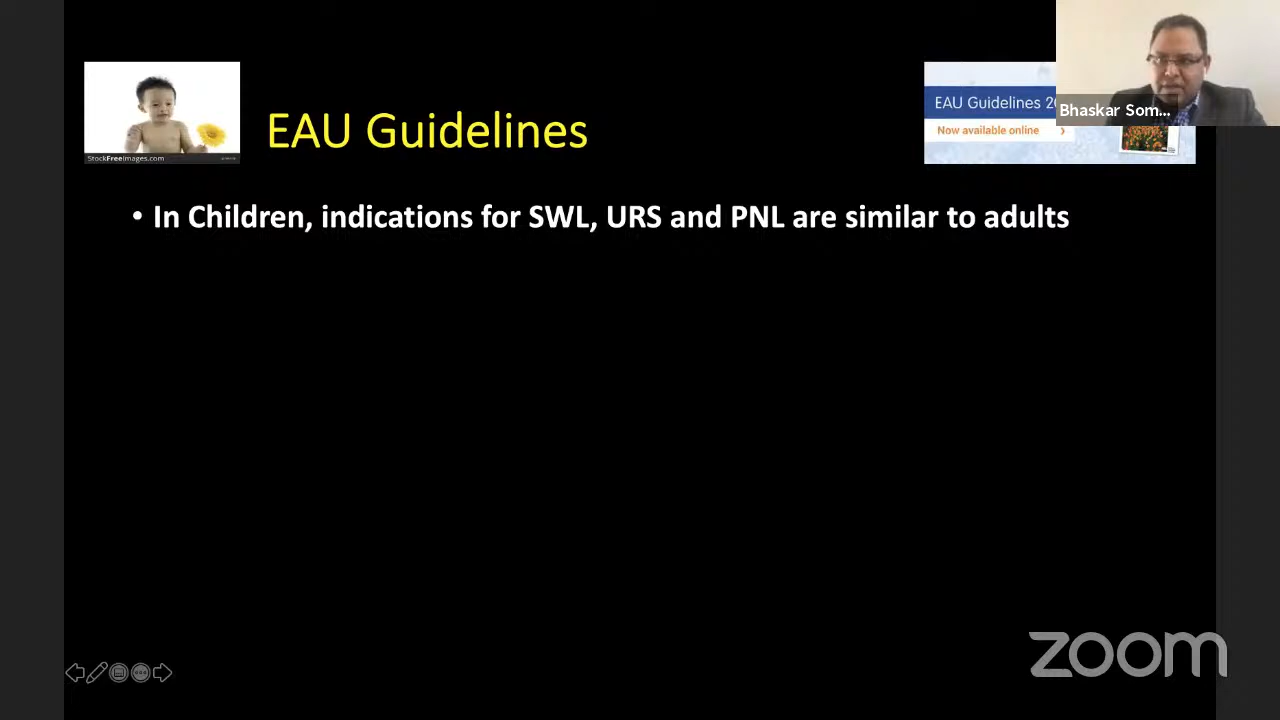 StockFreeImages.com
EAU Guidelines
EAU Guidelines 2
Now available online
Bhaskar Som...
• In Children, indications for SWL, URS and PNL are similar to adults
zoom